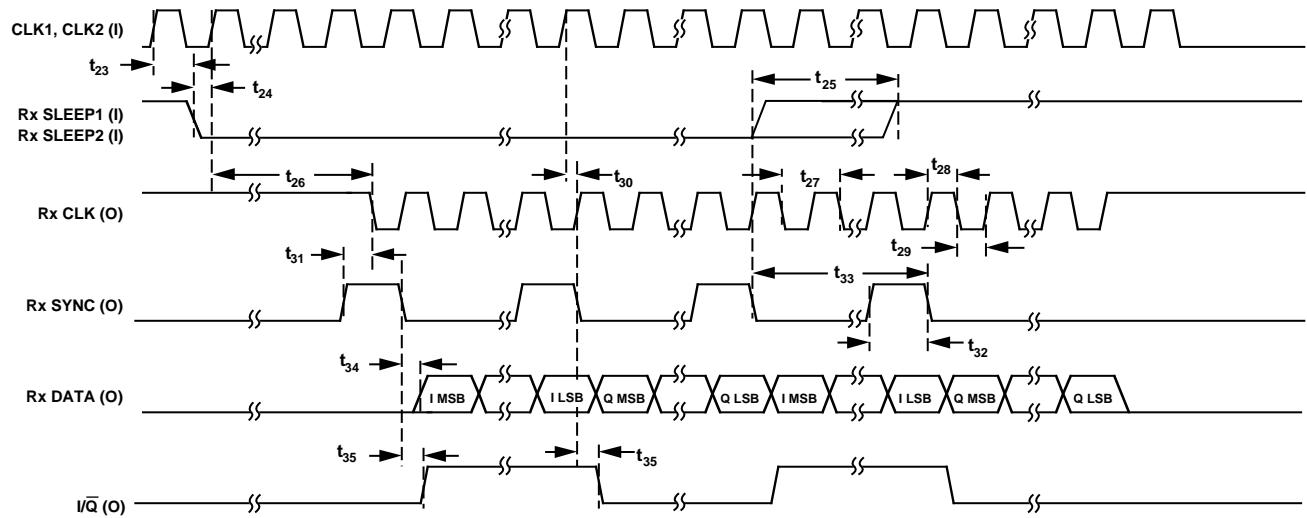 CLK1, CLK2 (I)
t23
t24
t25
Rx SLEEP1 (I)
Rx SLEEP2 (I)
t26
t30
t27
t28
Rx CLK (O)
t31
t29
t33
Rx SYNC (O)
t32
t34
Rx DATA (O)
I MSB
I LSB
Q MSB
Q LSB
I MSB
I LSB
Q MSB
Q LSB
t35
t35
I/Q̅ (O)